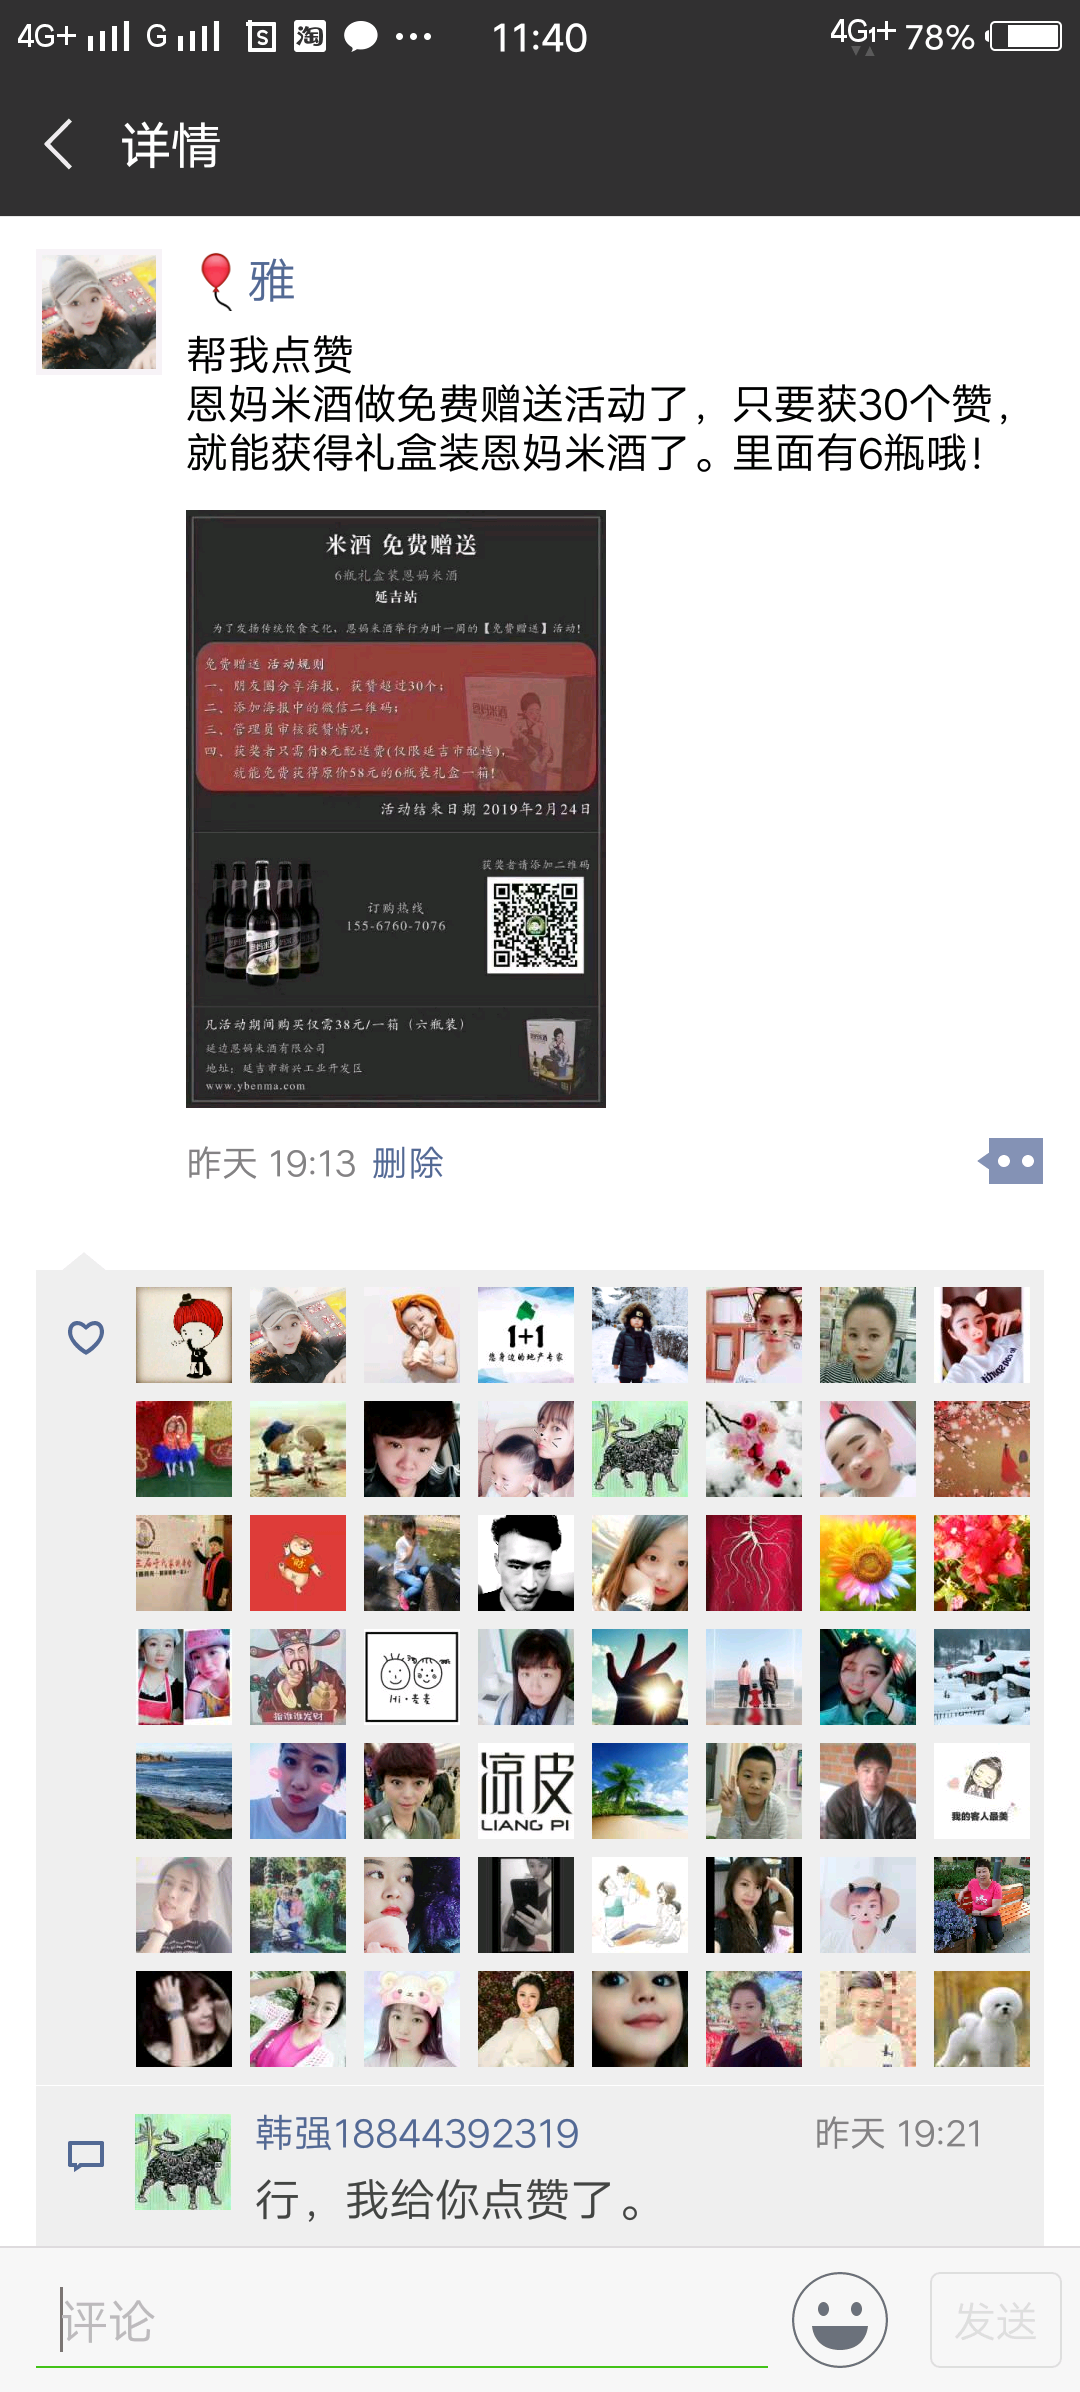 4G+ G 淘 11:40 4G1+ 78%
详情
雅
帮我点赞
恩妈米酒做免费赠送活动了，只要获30个赞，
就能获得礼盒装恩妈米酒了。里面有6瓶哦！
米酒 免费赠送
6瓶礼盒装恩妈米酒
延吉站
为了发扬传统饮食文化，恩妈米酒举行为时一周的【免费赠送】活动！
免费赠送 活动规则
一、朋友圈分享海报，获赞超过30个；
二、添加海报中的微信二维码；
三、管理员审核获赞情况；
四、获奖者只需付8元配送费(仅限延吉市配送)，
就能免费获得原价58元的6瓶装礼盒一箱！
活动结束日期 2019年2月24日
获奖者请添加二维码
订购热线
155-6760-7076
凡活动期间购买仅需38元/一箱（六瓶装）
延边恩妈米酒有限公司
地址：延吉市新兴工业开发区
www.ybenma.com
昨天 19:13 删除
1+1
您身边的地产专家
Hi·麦麦
凉皮
LIANG PI
我的客人最美
韩强18844392319
昨天 19:21
行，我给你点赞了。
评论
发送